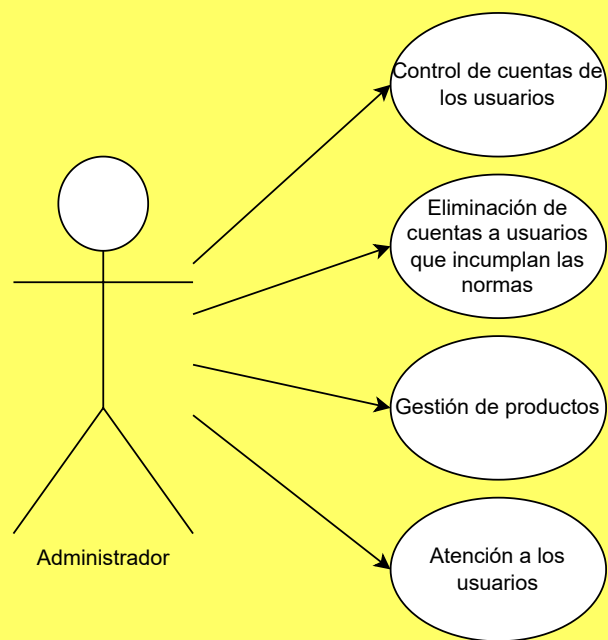 Control de cuentas de
los usuarios
Eliminación de
cuentas a usuarios
que incumplan las
normas
Gestión de productos
Atención a los
usuarios
Administrador